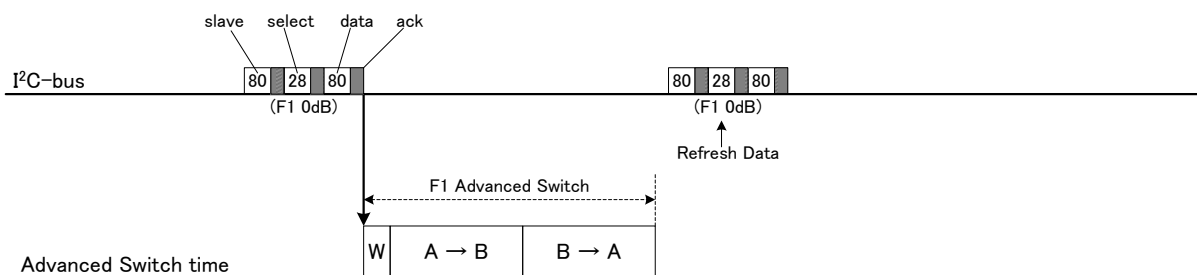 slave select data ack
I²C-bus 80 28 80 80 28 80
(F1 0dB) (F1 0dB)
Refresh Data
F1 Advanced Switch
W A → B B → A
Advanced Switch time